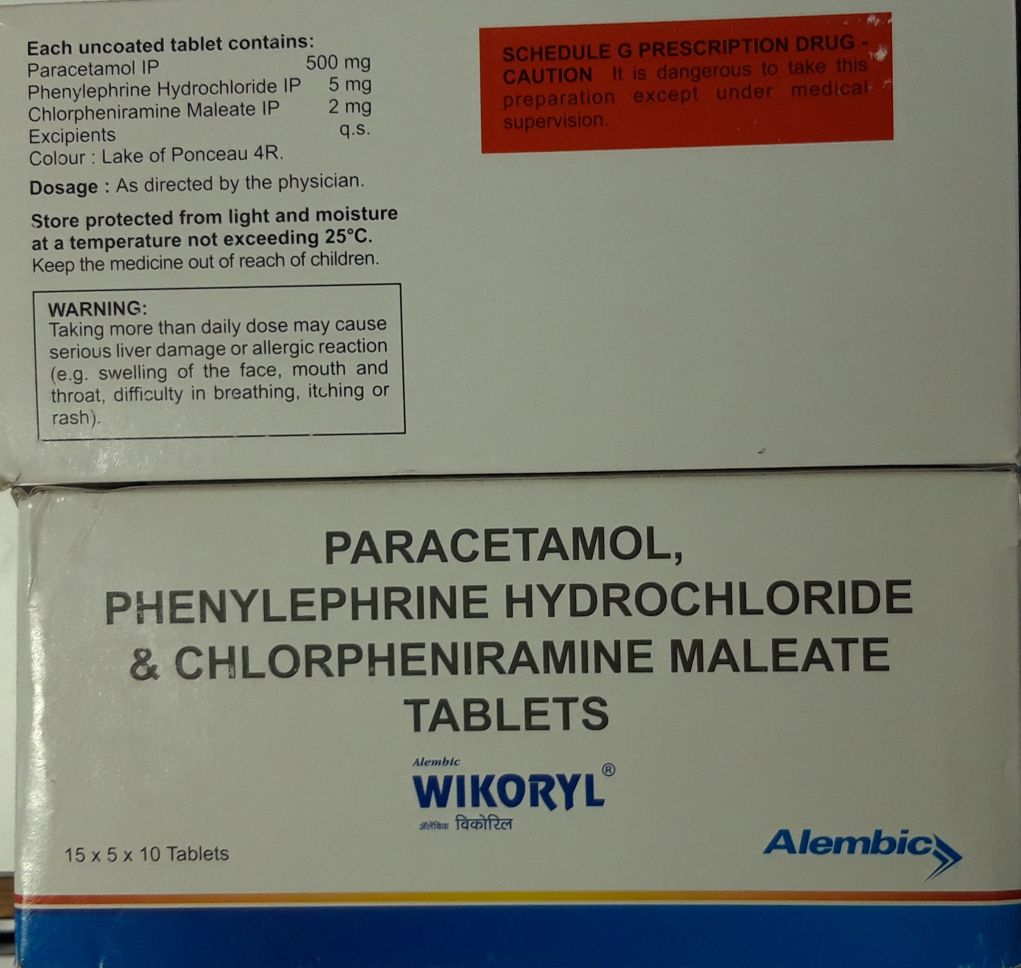 Each uncoated tablet contains:
Paracetamol IP 500 mg
Phenylephrine Hydrochloride IP 5 mg
Chlorpheniramine Maleate IP 2 mg
Excipients q.s.
Colour : Lake of Ponceau 4R.
Dosage : As directed by the physician.
Store protected from light and moisture
at a temperature not exceeding 25°C.
Keep the medicine out of reach of children.
WARNING:
Taking more than daily dose may cause
serious liver damage or allergic reaction
(e.g. swelling of the face, mouth and
throat, difficulty in breathing, itching or
rash).
SCHEDULE G PRESCRIPTION DRUG -
CAUTION It is dangerous to take this
preparation except under medical
supervision.
PARACETAMOL,
PHENYLEPHRINE HYDROCHLORIDE
& CHLORPHENIRAMINE MALEATE
TABLETS
Alembic
WIKORYL®
अ‍ॅलेंबिक विकोरिल
15 x 5 x 10 Tablets
Alembic